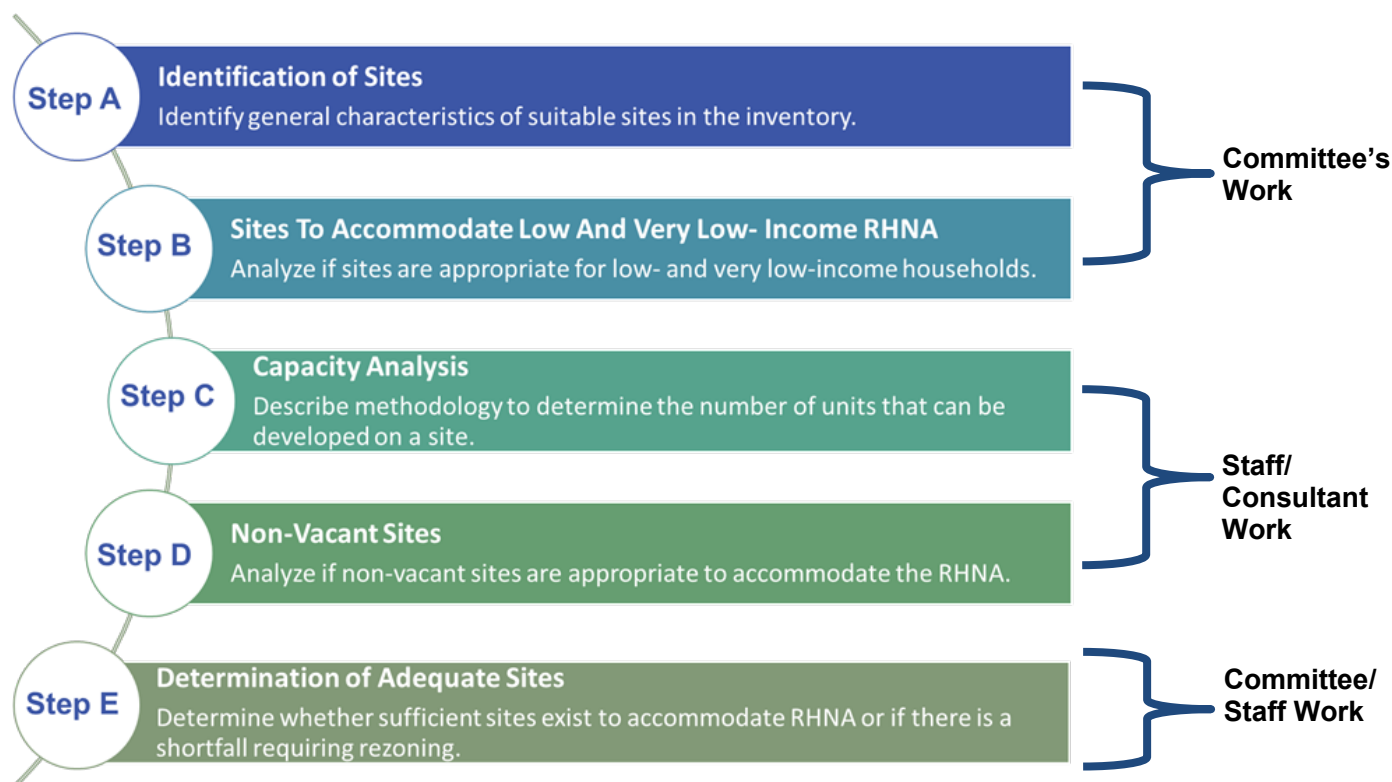 Step A
Identification of Sites
Identify general characteristics of suitable sites in the inventory.
Step B
Sites To Accommodate Low And Very Low- Income RHNA
Analyze if sites are appropriate for low- and very low-income households.
Committee’s
Work
Step C
Capacity Analysis
Describe methodology to determine the number of units that can be
developed on a site.
Step D
Non-Vacant Sites
Analyze if non-vacant sites are appropriate to accommodate the RHNA.
Staff/
Consultant
Work
Step E
Determination of Adequate Sites
Determine whether sufficient sites exist to accommodate RHNA or if there is a
shortfall requiring rezoning.
Committee/
Staff Work